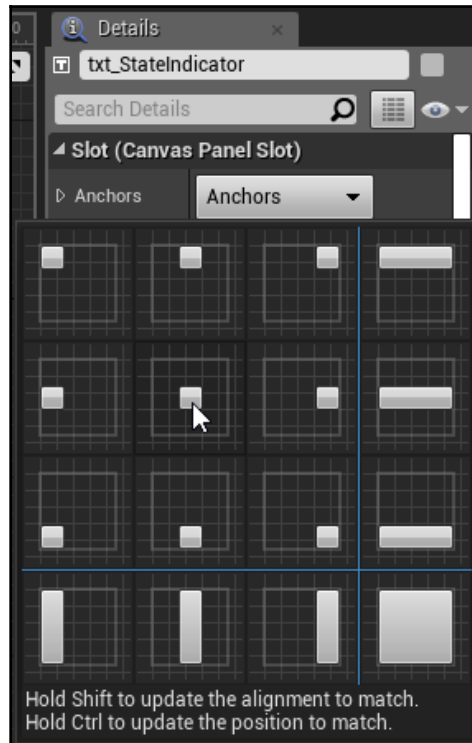 Details
txt_StateIndicator
Search Details
Slot (Canvas Panel Slot)
Anchors Anchors
Hold Shift to update the alignment to match.
Hold Ctrl to update the position to match.